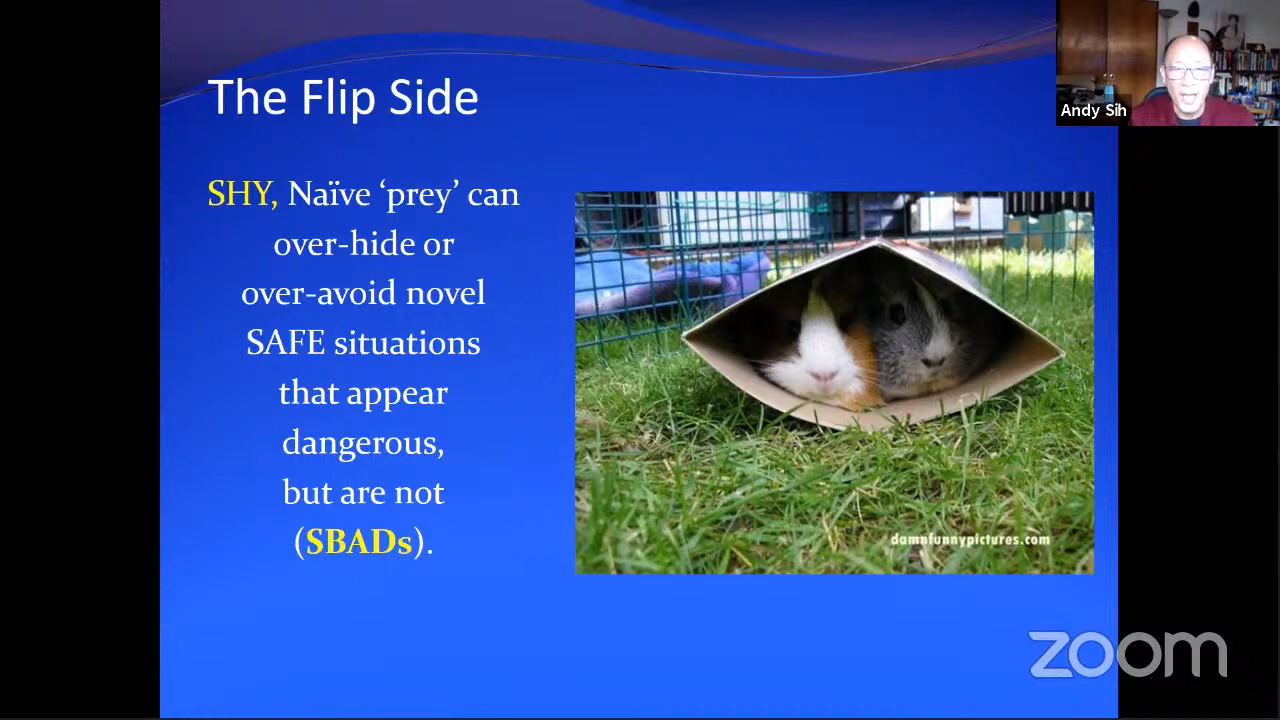 The Flip Side
Andy Sih
SHY, Naïve ‘prey’ can
over-hide or
over-avoid novel
SAFE situations
that appear
dangerous,
but are not
(SBADs).
damnfunnypictures.com
zoom